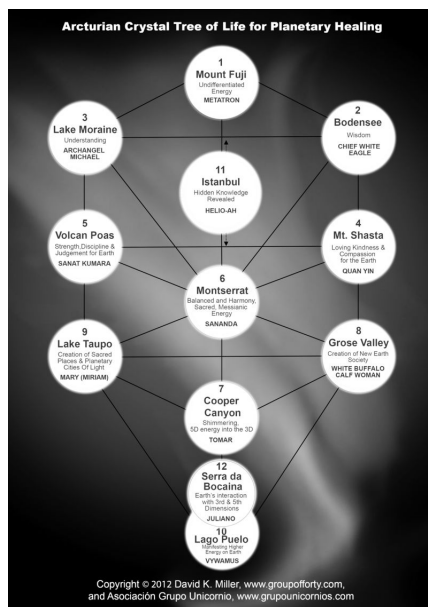 Arcturian Crystal Tree of Life for Planetary Healing
1
Mount Fuji
Undifferentiated
Energy
METATRON
3
Lake Moraine
Understanding
ARCHANGEL
MICHAEL
2
Bodensee
Wisdom
CHIEF WHITE
EAGLE
11
Istanbul
Hidden Knowledge
Revealed
HELIO-AH
5
Volcan Poas
Strength,Discipline &
Judgement for Earth
SANAT KUMARA
4
Mt. Shasta
Loving Kindness &
Compassion
for the Earth
QUAN YIN
6
Montserrat
Balanced and Harmony,
Sacred, Messianic
Energy
SANANDA
9
Lake Taupo
Creation of Sacred
Places & Planetary
Cities Of Light
MARY (MIRIAM)
8
Grose Valley
Creation of New Earth
Society
WHITE BUFFALO
CALF WOMAN
7
Cooper
Canyon
Shimmering,
5D energy into the 3D
TOMAR
12
Serra da
Bocaina
Earth's interaction
with 3rd & 5th
Dimensions
JULIANO
10
Lago Puelo
Manifesting Higher
Energy on Earth
VYWAMUS
Copyright © 2012 David K. Miller, www.groupofforty.com,
and Asociación Grupo Unicornio, www.grupounicornios.com